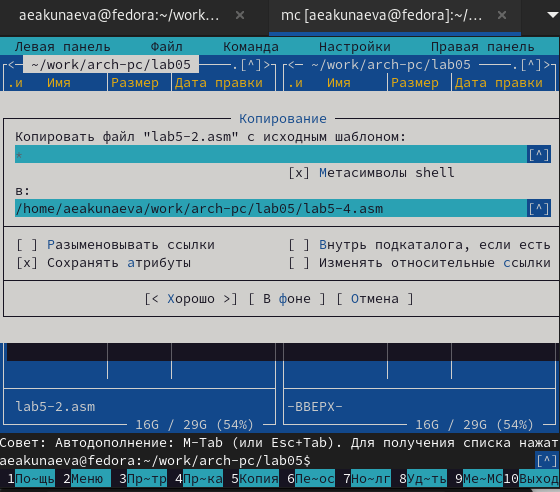 aeakunaeva@fedora:~/work... × mc [aeakunaeva@fedora]:~/... ×
Левая панель Файл Команда Настройки Правая панель
<─ ~/work/arch-pc/lab05 ─.[^]> <─ ~/work/arch-pc/lab05 ─.[^]>
.и Имя Размер Дата правки .и Имя Размер Дата правки
Копирование
Копировать файл "lab5-2.asm" с исходным шаблоном:
* [^]
[x] Метасимволы shell
в:
/home/aeakunaeva/work/arch-pc/lab05/lab5-4.asm [^]
[ ] Разыменовывать ссылки [ ] Внутрь подкаталога, если есть
[x] Сохранять атрибуты [ ] Изменять относительные ссылки
[< Хорошо >] [ В фоне ] [ Отмена ]
lab5-2.asm -ВВЕРХ-
16G / 29G (54%) 16G / 29G (54%)
Совет: Автодополнение: M-Tab (или Esc+Tab). Для получения списка нажат
aeakunaeva@fedora:~/work/arch-pc/lab05$ [^]
1По~щь 2Меню 3Пр~тр 4Пр~ка 5Копия 6Пе~ос 7Но~лг 8Уд~ть 9Ме~МС 10Выход